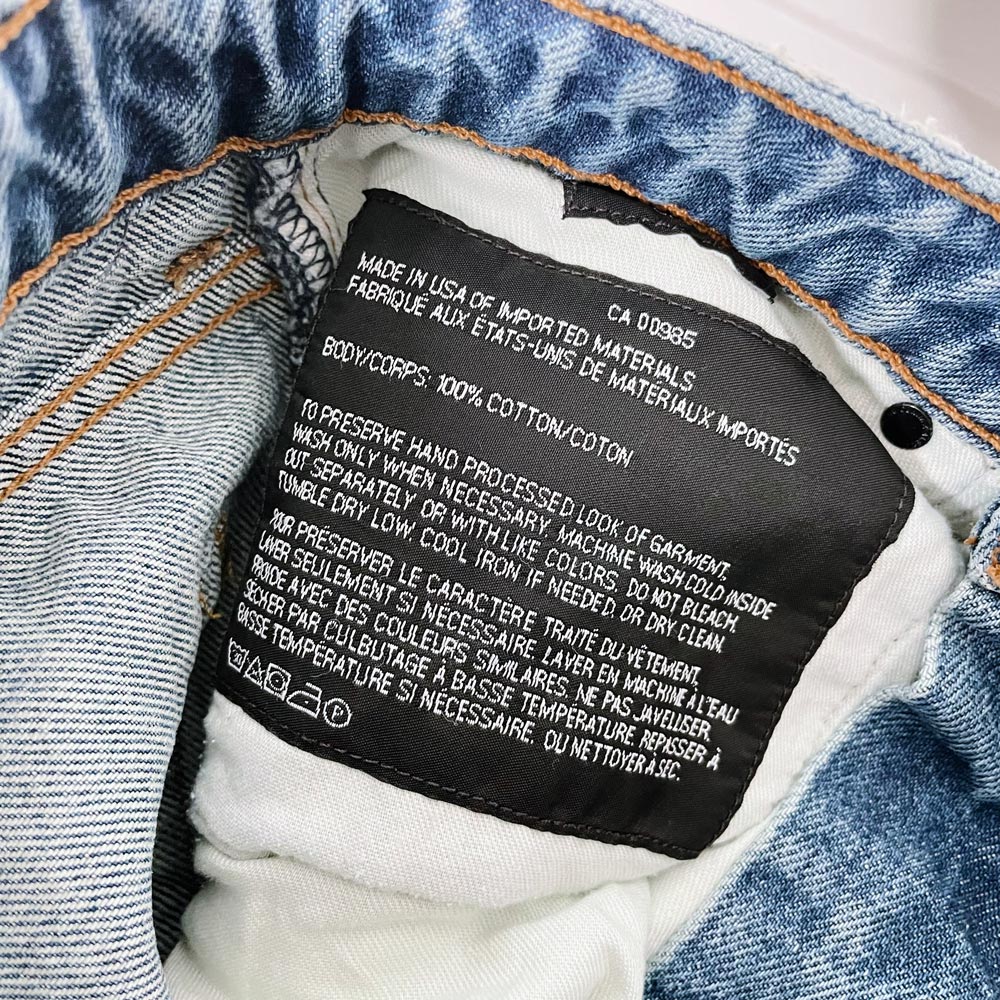 CA 00985
MADE IN USA OF IMPORTED MATERIALS
FABRIQUÉ AUX ÉTATS-UNIS DE MATÉRIAUX IMPORTÉS
BODY/CORPS: 100% COTTON/COTON
TO PRESERVE HAND PROCESSED LOOK OF GARMENT,
WASH ONLY WHEN NECESSARY. MACHINE WASH COLD INSIDE
OUT SEPARATELY OR WITH LIKE COLORS. DO NOT BLEACH.
TUMBLE DRY LOW. COOL IRON IF NEEDED. OR DRY CLEAN.
POUR PRÉSERVER LE CARACTÈRE TRAITÉ DU VÊTEMENT,
LAVER SEULEMENT SI NÉCESSAIRE. LAVER EN MACHINE À L'EAU
FROIDE AVEC DES COULEURS SIMILAIRES. NE PAS JAVELLISER.
SÉCHER PAR CULBUTAGE À BASSE TEMPÉRATURE. REPASSER À
BASSE TEMPÉRATURE SI NÉCESSAIRE. OU NETTOYER À SEC.
P